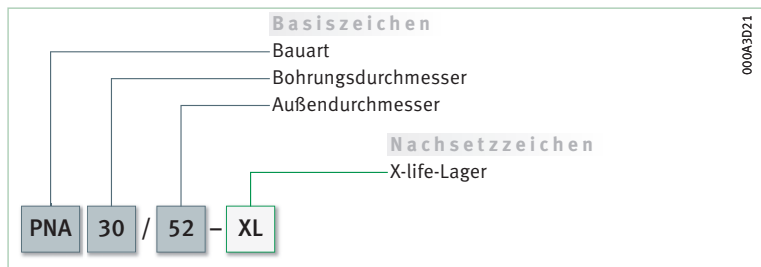 Basiszeichen
Bauart
Bohrungsdurchmesser
Außendurchmesser
Nachsetzzeichen
X-life-Lager
PNA 30 / 52 – XL
000A3D21